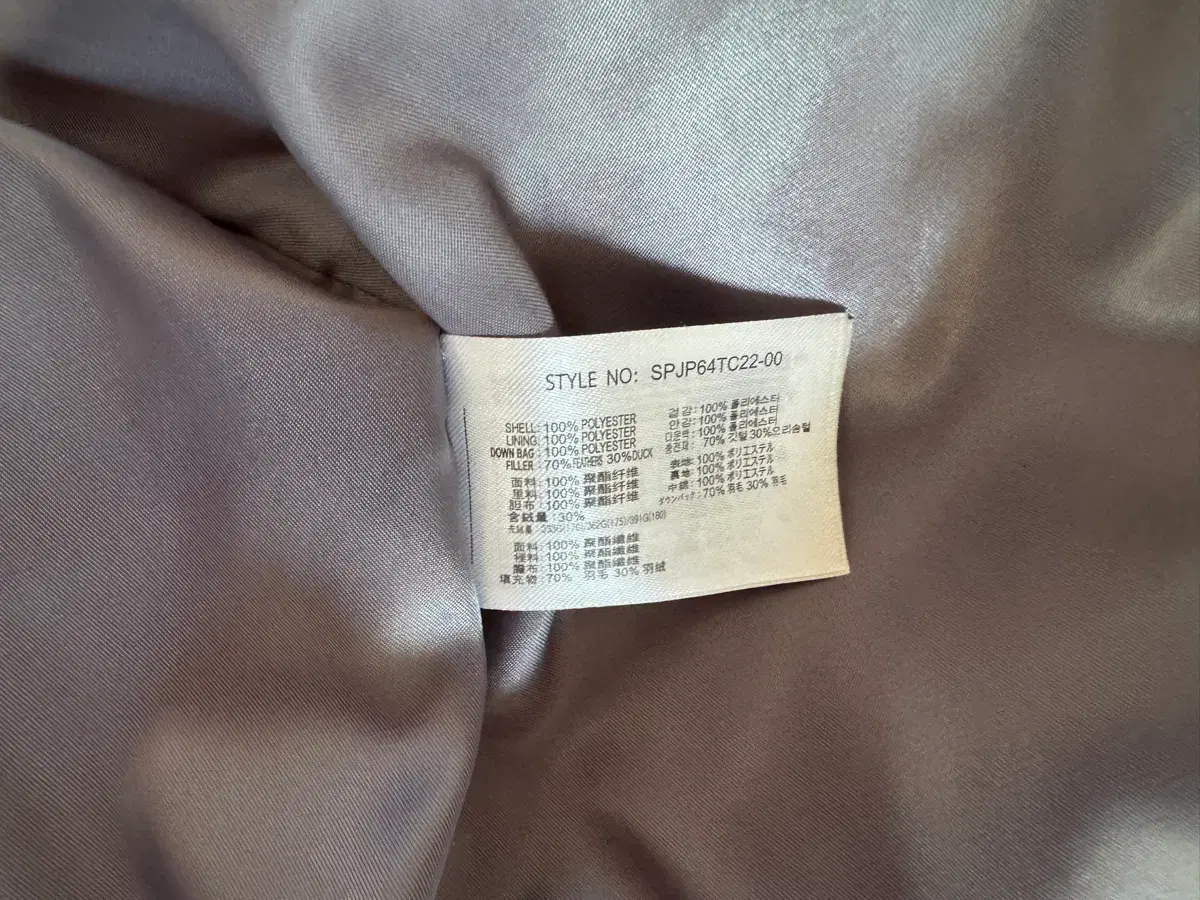 STYLE NO: SPJP64TC22-00
SHELL: 100% POLYESTER
LINING: 100% POLYESTER
DOWN BAG: 100% POLYESTER
FILLER: 70% FEATHERS 30%DUCK
面料:100% 聚酯纤维
里料:100% 聚酯纤维
胆布:100% 聚酯纤维
含絨量:30%
面料:100% 聚酯纖維
裡料:100% 聚酯纖維
膽布:100% 聚酯纖維
填充物:70% 羽毛 30% 羽絨
겉감:100% 폴리에스터
안감:100% 폴리에스터
다운백:100% 폴리에스터
충전재: 70% 깃털 30%오리솜털
表地:100% ポリエステル
裏地:100% ポリエステル
中綿:100% ポリエステル
ダウンパック:70% 羽毛 30% 羽毛